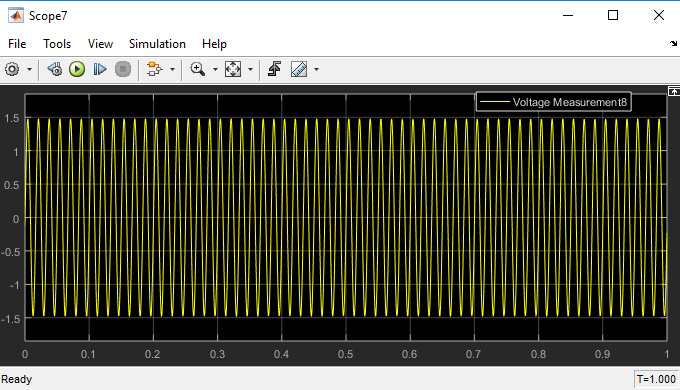 Scope7
File Tools View Simulation Help
Voltage Measurement8
1.5
1
0.5
0
-0.5
-1
-1.5
0 0.1 0.2 0.3 0.4 0.5 0.6 0.7 0.8 0.9 1
Ready T=1.000